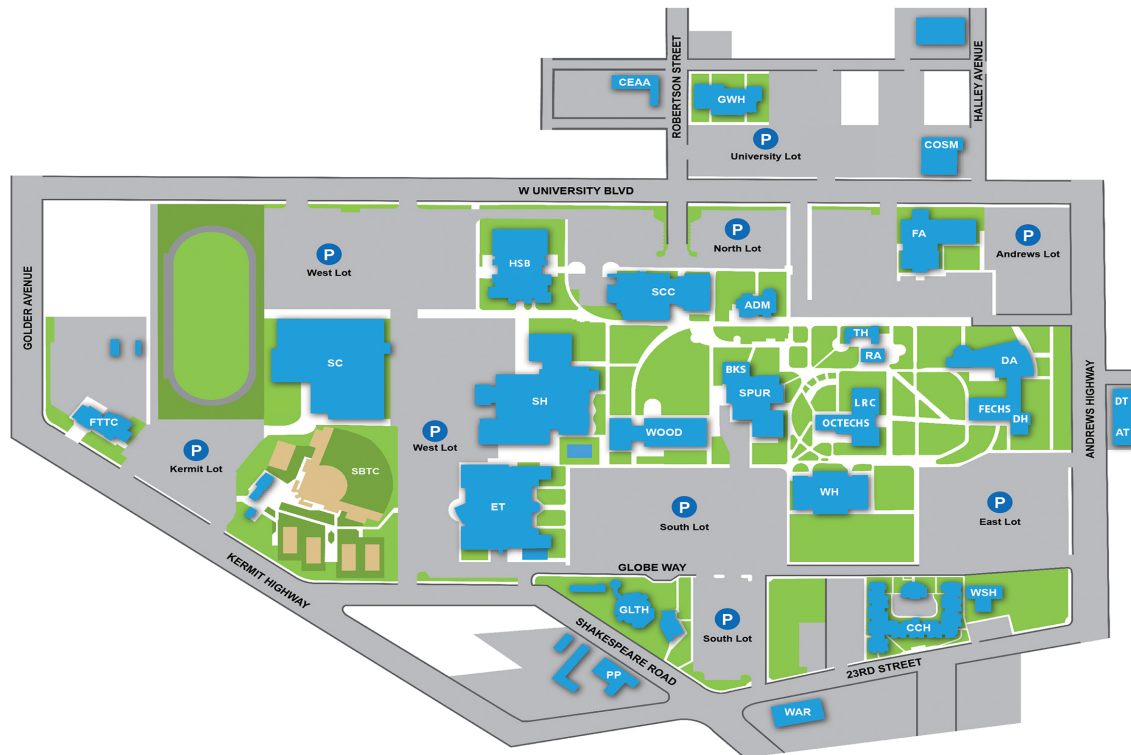 CEAA
ROBERTSON STREET
GWH
HALLEY AVENUE
P
University Lot
COSM
W UNIVERSITY BLVD
GOLDER AVENUE
P
West Lot
HSB
P
North Lot
FA
P
Andrews Lot
SCC
ADM
TH
RA
DA
SC
BKS
SPUR
SH
LRC
FECHS
DH
DT
AT
ANDREWS HIGHWAY
FTTC
P
West Lot
WOOD
OCTECHS
P
Kermit Lot
SBTC
ET
P
South Lot
WH
P
East Lot
KERMIT HIGHWAY
GLOBE WAY
GLTH
SHAKESPEARE ROAD
P
South Lot
CCH
WSH
23RD STREET
PP
WAR